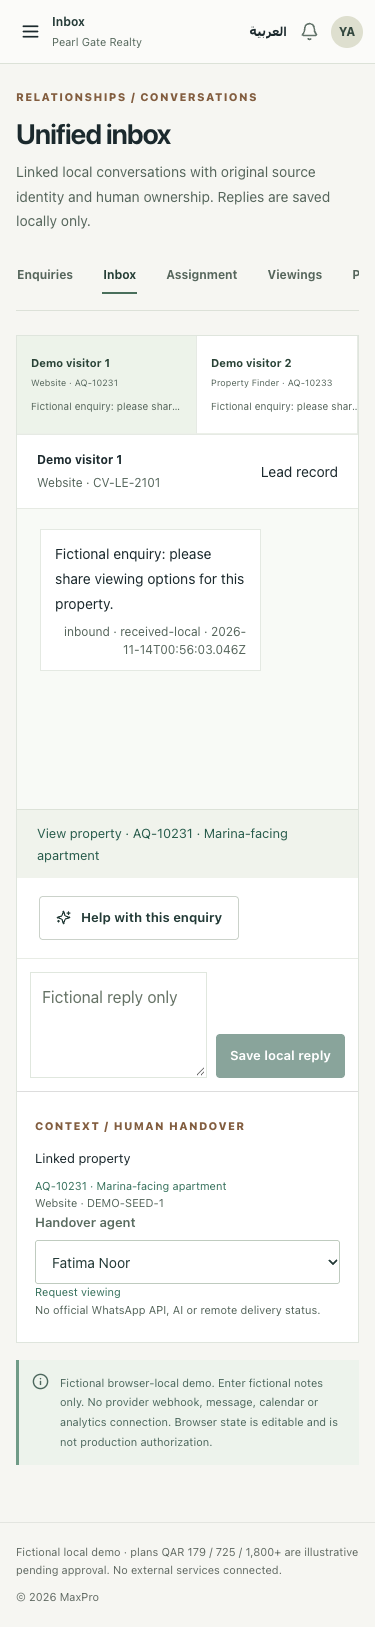 Inbox
Pearl Gate Realty
العربية
YA
RELATIONSHIPS / CONVERSATIONS
Unified inbox
Linked local conversations with original source
identity and human ownership. Replies are saved
locally only.
Enquiries Inbox Assignment Viewings P
Demo visitor 1
Website · AQ-10231
Fictional enquiry: please shar...
Demo visitor 2
Property Finder · AQ-10233
Fictional enquiry: please shar...
Demo visitor 1
Website · CV-LE-2101
Lead record
Fictional enquiry: please
share viewing options for this
property.
inbound · received-local · 2026-
11-14T00:56:03.046Z
View property · AQ-10231 · Marina-facing
apartment
Help with this enquiry
Fictional reply only
Save local reply
CONTEXT / HUMAN HANDOVER
Linked property
AQ-10231 · Marina-facing apartment
Website · DEMO-SEED-1
Handover agent
Fatima Noor
Request viewing
No official WhatsApp API, AI or remote delivery status.
Fictional browser-local demo. Enter fictional notes
only. No provider webhook, message, calendar or
analytics connection. Browser state is editable and is
not production authorization.
Fictional local demo · plans QAR 179 / 725 / 1,800+ are illustrative
pending approval. No external services connected.
© 2026 MaxPro